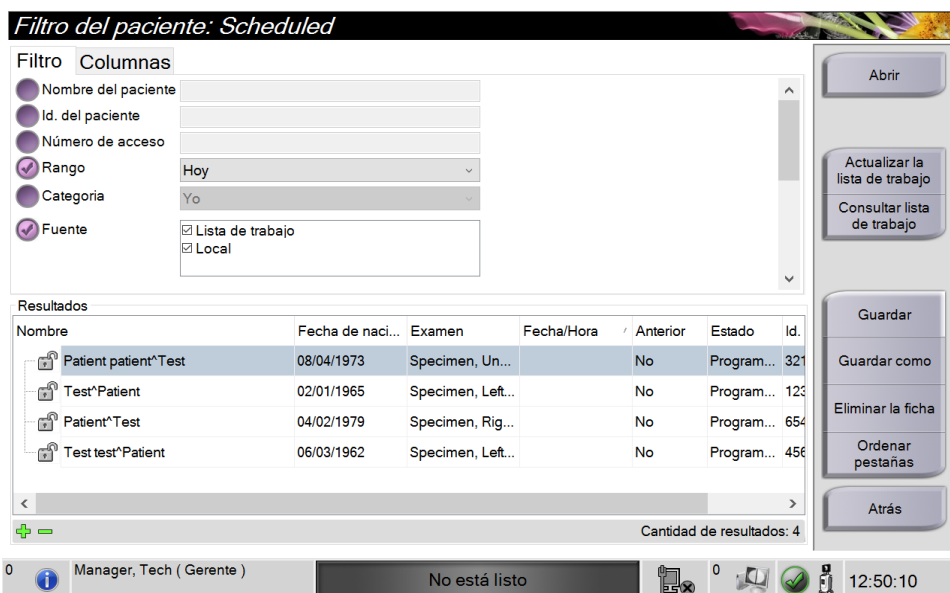 Filtro del paciente: Scheduled
Filtro Columnas
Nombre del paciente
Id. del paciente
Número de acceso
Rango Hoy
Categoria Yo
Fuente Lista de trabajo
Local
Abrir
Actualizar la
lista de trabajo
Consultar lista
de trabajo
Guardar
Guardar como
Eliminar la ficha
Ordenar
pestañas
Atrás
Resultados
Nombre Fecha de naci... Examen Fecha/Hora Anterior Estado Id.
Patient patient^Test 08/04/1973 Specimen, Un... No Program... 321
Test^Patient 02/01/1965 Specimen, Left... No Program... 123
Patient^Test 04/02/1979 Specimen, Rig... No Program... 654
Test test^Patient 06/03/1962 Specimen, Left... No Program... 456
Cantidad de resultados: 4
0 Manager, Tech ( Gerente ) No está listo 0 12:50:10